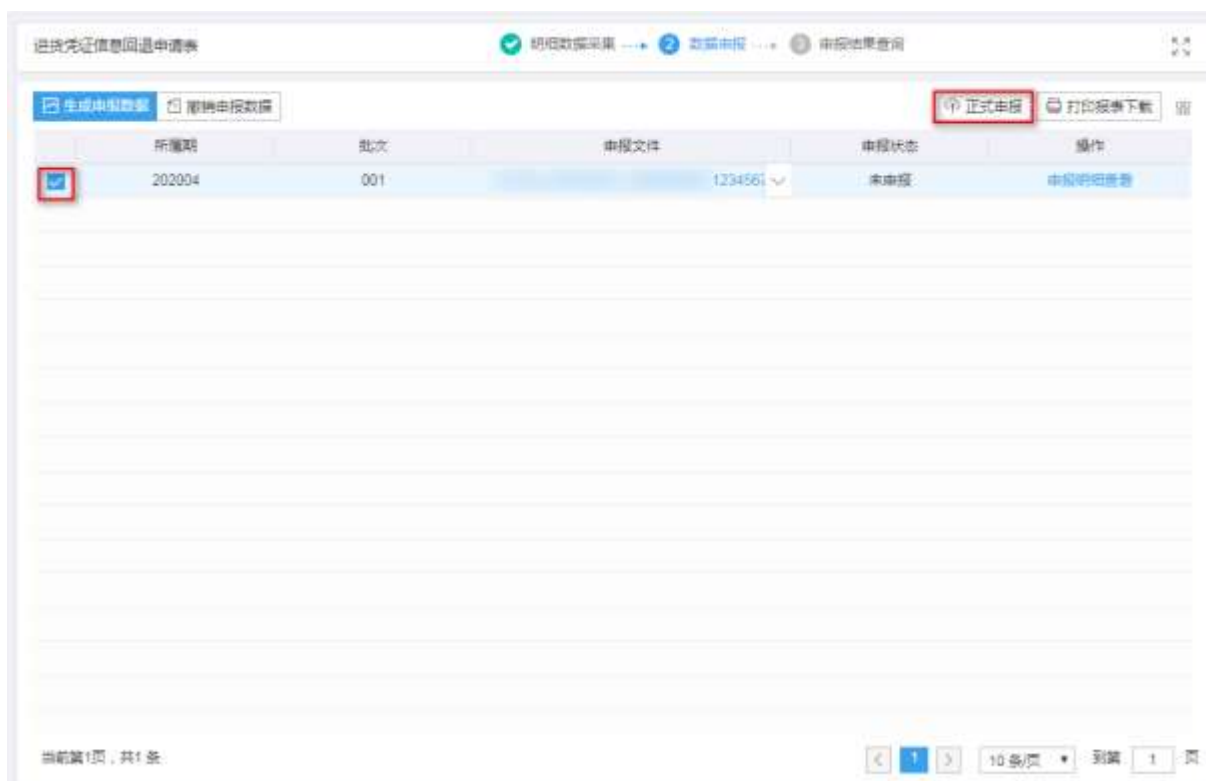 进货凭证信息回退申请表
明细数据采集
2 数据申报
3 申报结果查询
生成申报数据 撤销申报数据 正式申报 打印报表下载
所属期 批次 申报文件 申报状态 操作
202004 001 1234567 未申报 申报明细查看
当前第1页，共1条 < 1 > 10 条/页 到第 1 页